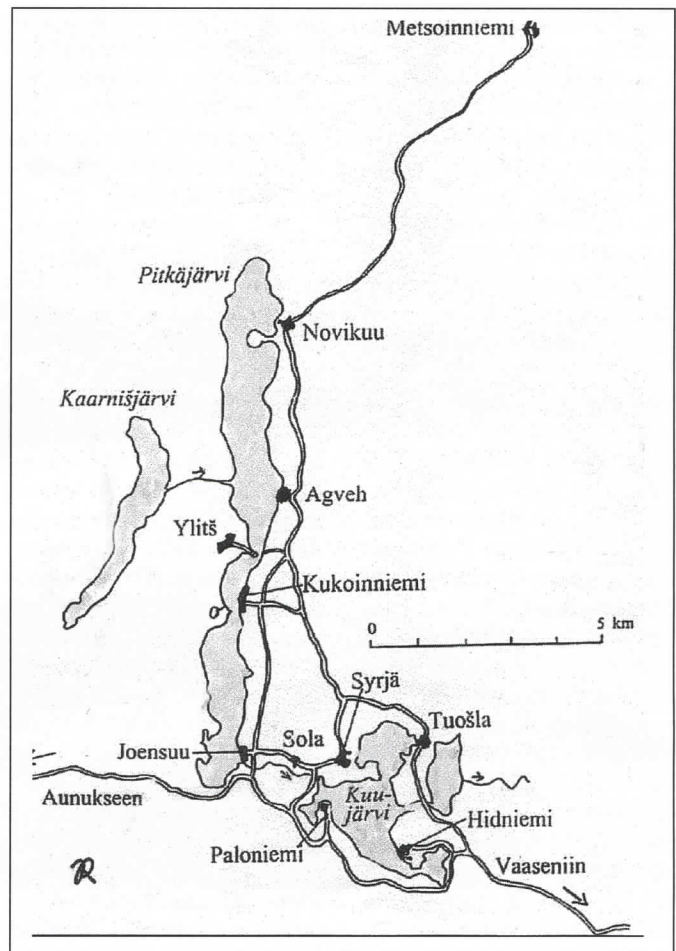 Metsoinniemi
Pitkäjärvi
Novikuu
Kaarnišjärvi
Agveh
Ylitš
Kukoinniemi
0 5 km
Syrjä
Tuošla
Joensuu
Sola
Aunukseen
Kuu-
järvi
Hidniemi
Paloniemi
Vaaseniin